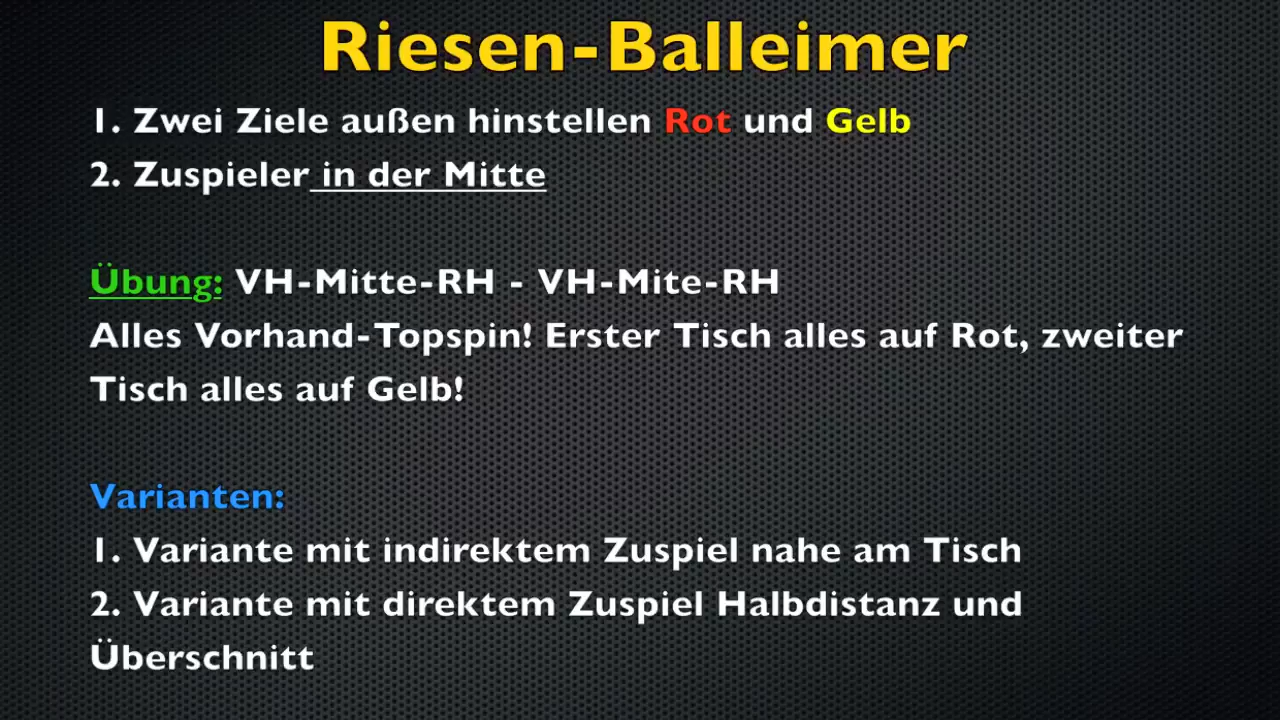 Riesen-Balleimer
1. Zwei Ziele außen hinstellen Rot und Gelb
2. Zuspieler in der Mitte
Übung: VH-Mitte-RH - VH-Mite-RH
Alles Vorhand-Topspin! Erster Tisch alles auf Rot, zweiter
Tisch alles auf Gelb!
Varianten:
1. Variante mit indirektem Zuspiel nahe am Tisch
2. Variante mit direktem Zuspiel Halbdistanz und
Überschnitt